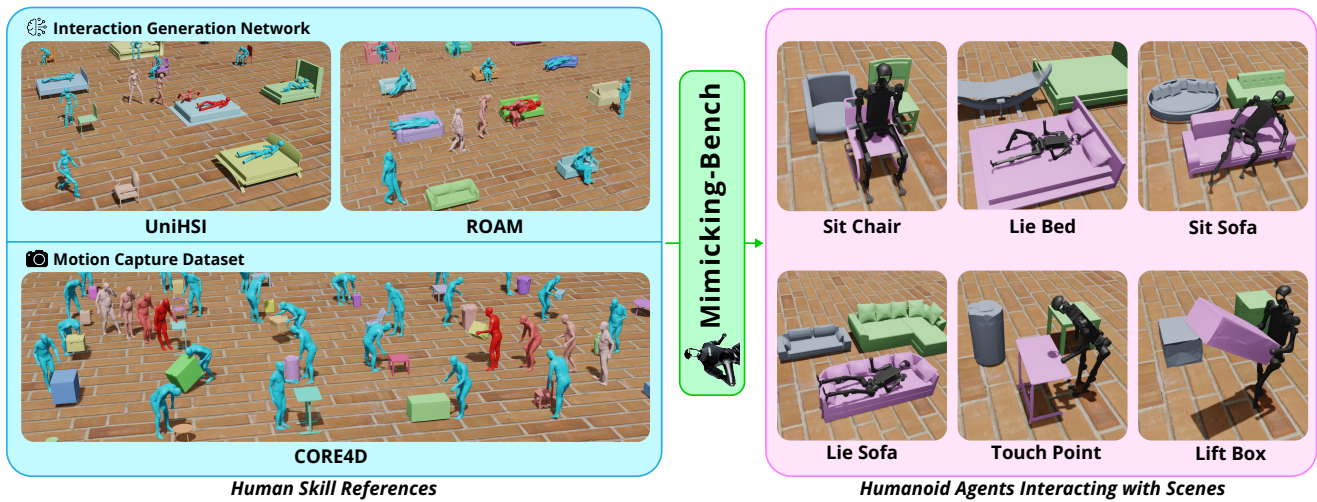 Interaction Generation Network
UniHSI
ROAM
Motion Capture Dataset
CORE4D
Human Skill References
Mimicking-Bench
Sit Chair
Lie Bed
Sit Sofa
Lie Sofa
Touch Point
Lift Box
Humanoid Agents Interacting with Scenes